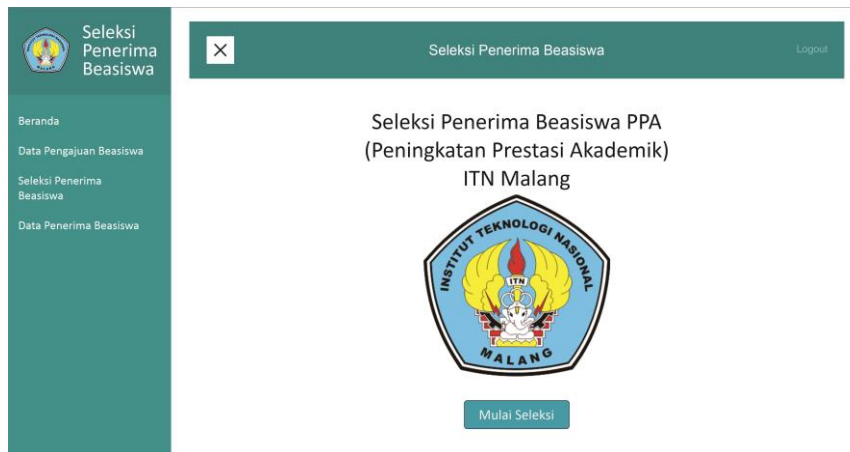 Seleksi
Penerima
Beasiswa
Beranda
Data Pengajuan Beasiswa
Seleksi Penerima
Beasiswa
Data Penerima Beasiswa
Seleksi Penerima Beasiswa
Logout
Seleksi Penerima Beasiswa PPA
(Peningkatan Prestasi Akademik)
ITN Malang
INSTITUT TEKNOLOGI NASIONAL
ITN
MALANG
Mulai Seleksi